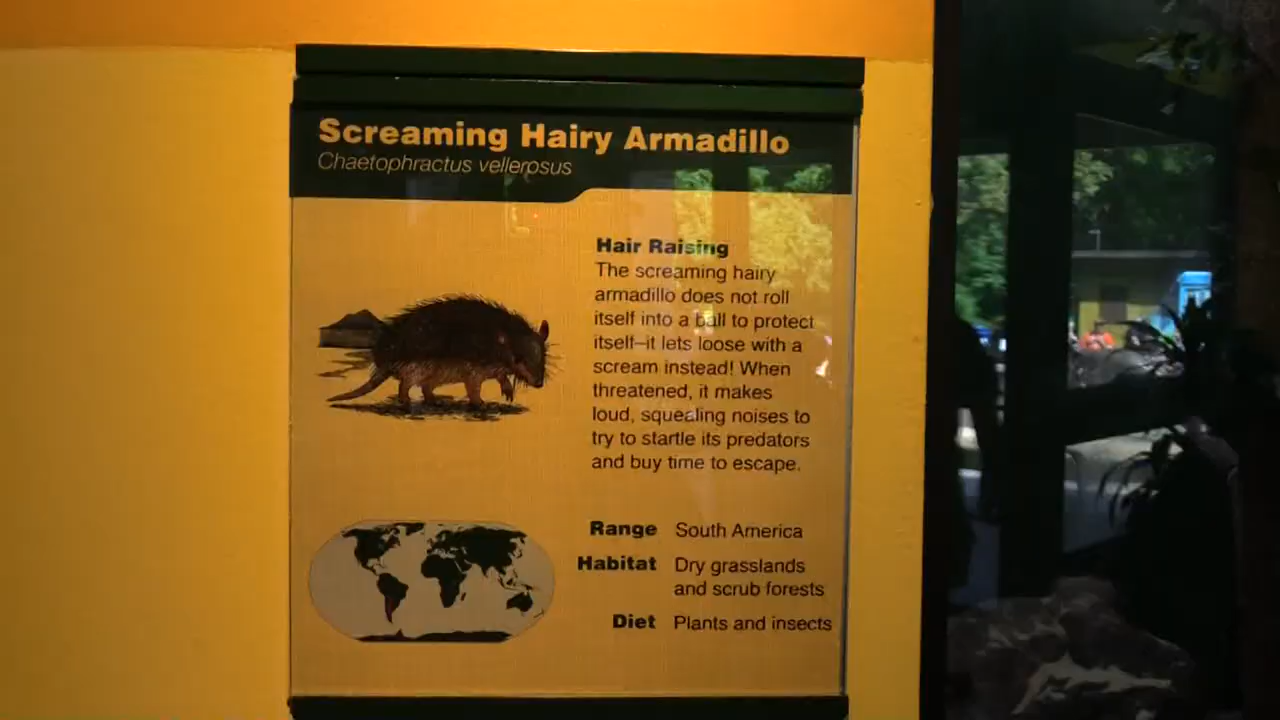 Screaming Hairy Armadillo
Chaetophractus vellerosus
Hair Raising
The screaming hairy
armadillo does not roll
itself into a ball to protect
itself–it lets loose with a
scream instead! When
threatened, it makes
loud, squealing noises to
try to startle its predators
and buy time to escape.
Range South America
Habitat Dry grasslands
and scrub forests
Diet Plants and insects